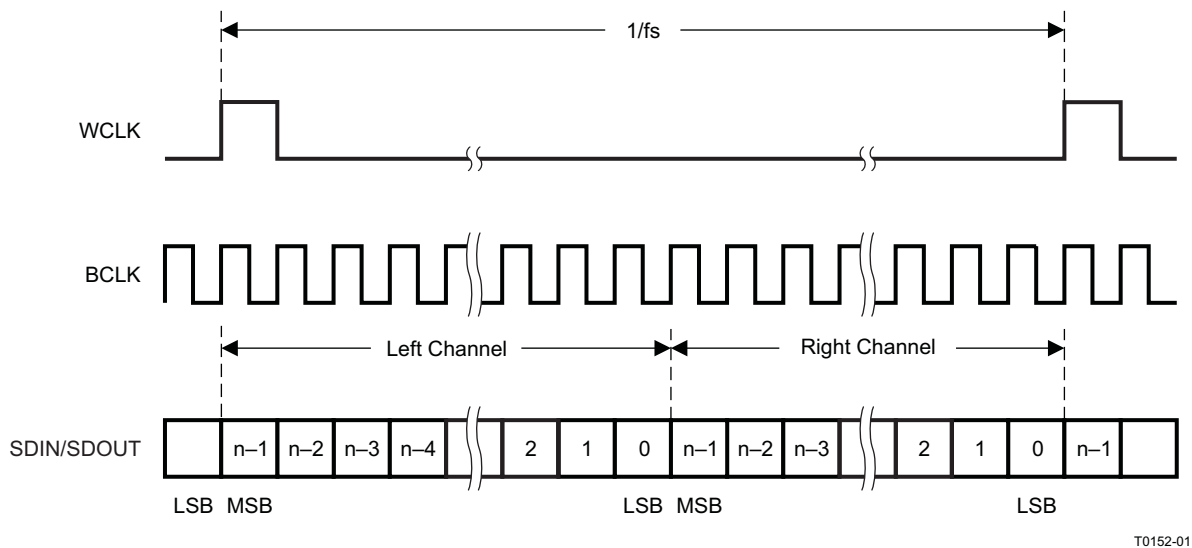 1/fs
WCLK
BCLK
Left Channel
Right Channel
SDIN/SDOUT n–1 n–2 n–3 n–4 2 1 0 n–1 n–2 n–3 2 1 0 n–1
LSB MSB LSB MSB LSB
T0152-01